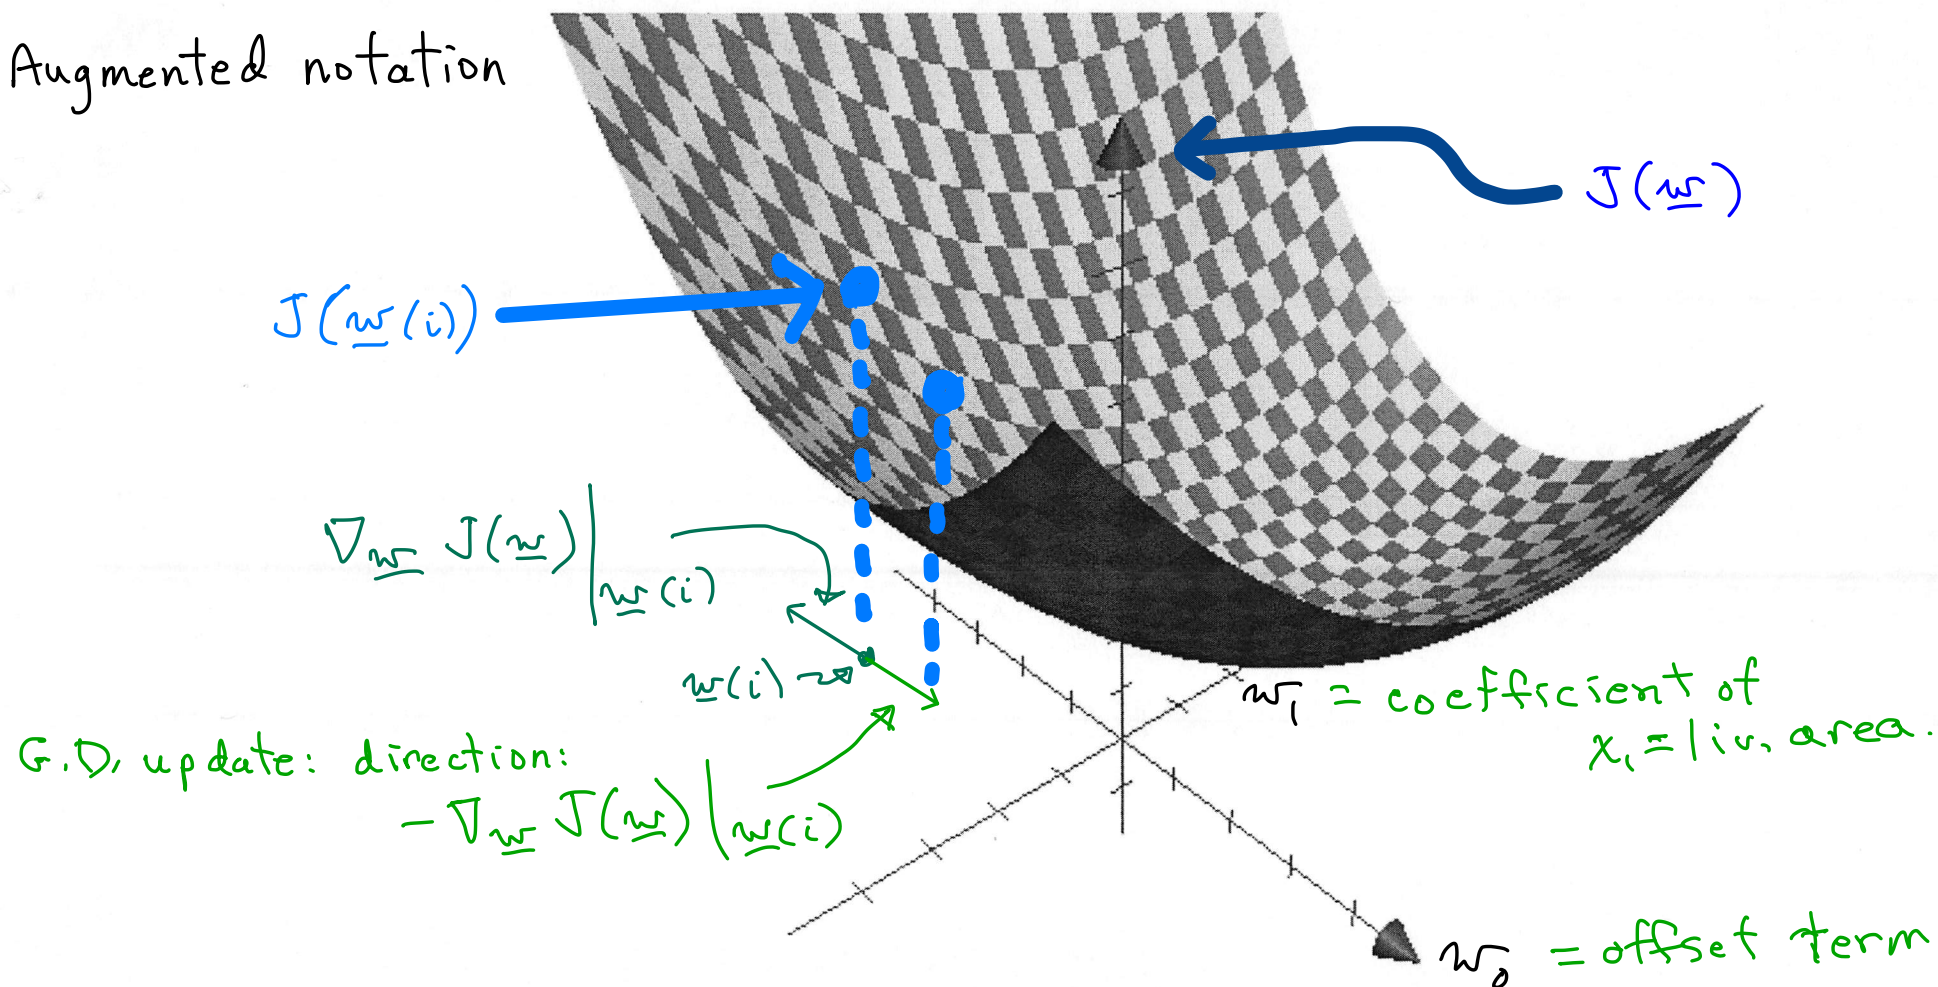 Augmented notation
J(w)
J(w(i))
∇w J(w)|w(i)
w(i)
w₁ = coefficient of
x₁ = liv. area.
G.D. update: direction:
- ∇w J(w)|w(i)
w₀ = offset term